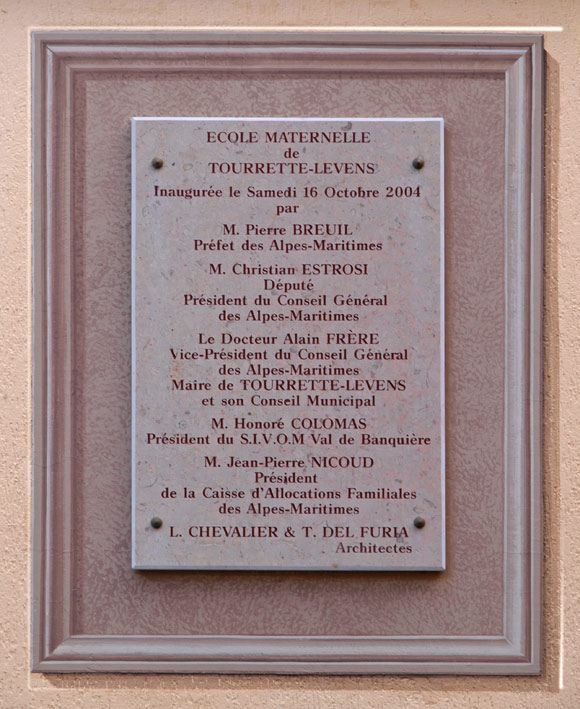 ECOLE MATERNELLE
de
TOURRETTE-LEVENS
Inaugurée le Samedi 16 Octobre 2004
par
M. Pierre BREUIL
Préfet des Alpes-Maritimes
M. Christian ESTROSI
Député
Président du Conseil Général
des Alpes-Maritimes
Le Docteur Alain FRÈRE
Vice-Président du Conseil Général
des Alpes-Maritimes
Maire de TOURRETTE-LEVENS
et son Conseil Municipal
M. Honoré COLOMAS
Président du S.I.V.O.M Val de Banquière
M. Jean-Pierre NICOUD
Président
de la Caisse d'Allocations Familiales
des Alpes-Maritimes
L. CHEVALIER & T. DEL FURIA
Architectes